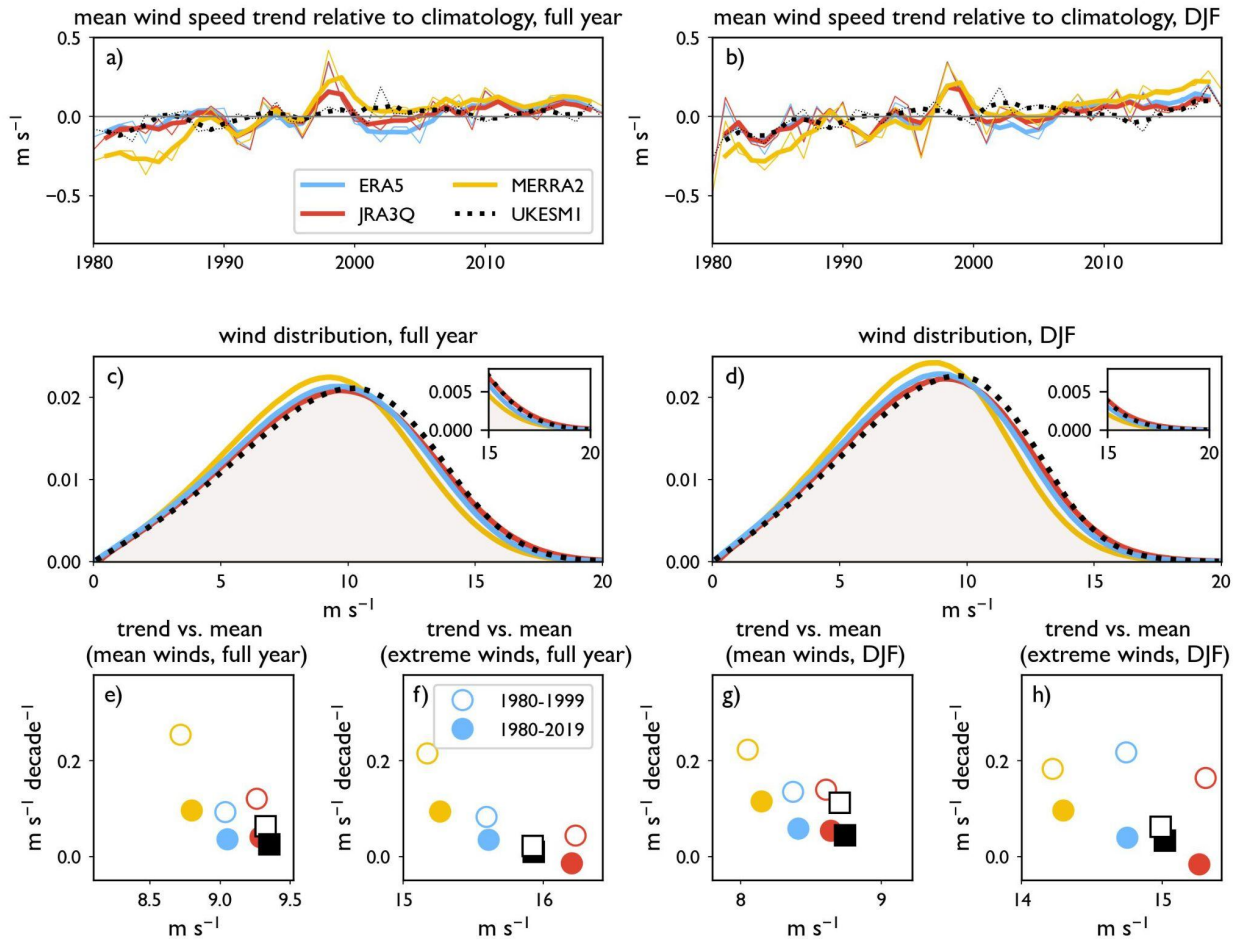 mean wind speed trend relative to climatology, full year
a)
0.5
0.0
−0.5
m s⁻¹
ERA5
JRA3Q
MERRA2
UKESM1
1980
1990
2000
2010
mean wind speed trend relative to climatology, DJF
b)
0.5
0.0
−0.5
m s⁻¹
1980
1990
2000
2010
wind distribution, full year
c)
0.02
0.01
0.00
0.005
0.000
15
20
0
5
10
15
20
m s⁻¹
wind distribution, DJF
d)
0.02
0.01
0.00
0.005
0.000
15
20
0
5
10
15
20
m s⁻¹
trend vs. mean
(mean winds, full year)
e)
m s⁻¹ decade⁻¹
0.2
0.0
8.5
9.0
9.5
m s⁻¹
trend vs. mean
(extreme winds, full year)
f)
1980-1999
1980-2019
m s⁻¹ decade⁻¹
0.2
0.0
15
16
m s⁻¹
trend vs. mean
(mean winds, DJF)
g)
m s⁻¹ decade⁻¹
0.2
0.0
8
9
m s⁻¹
trend vs. mean
(extreme winds, DJF)
h)
m s⁻¹ decade⁻¹
0.2
0.0
14
15
m s⁻¹